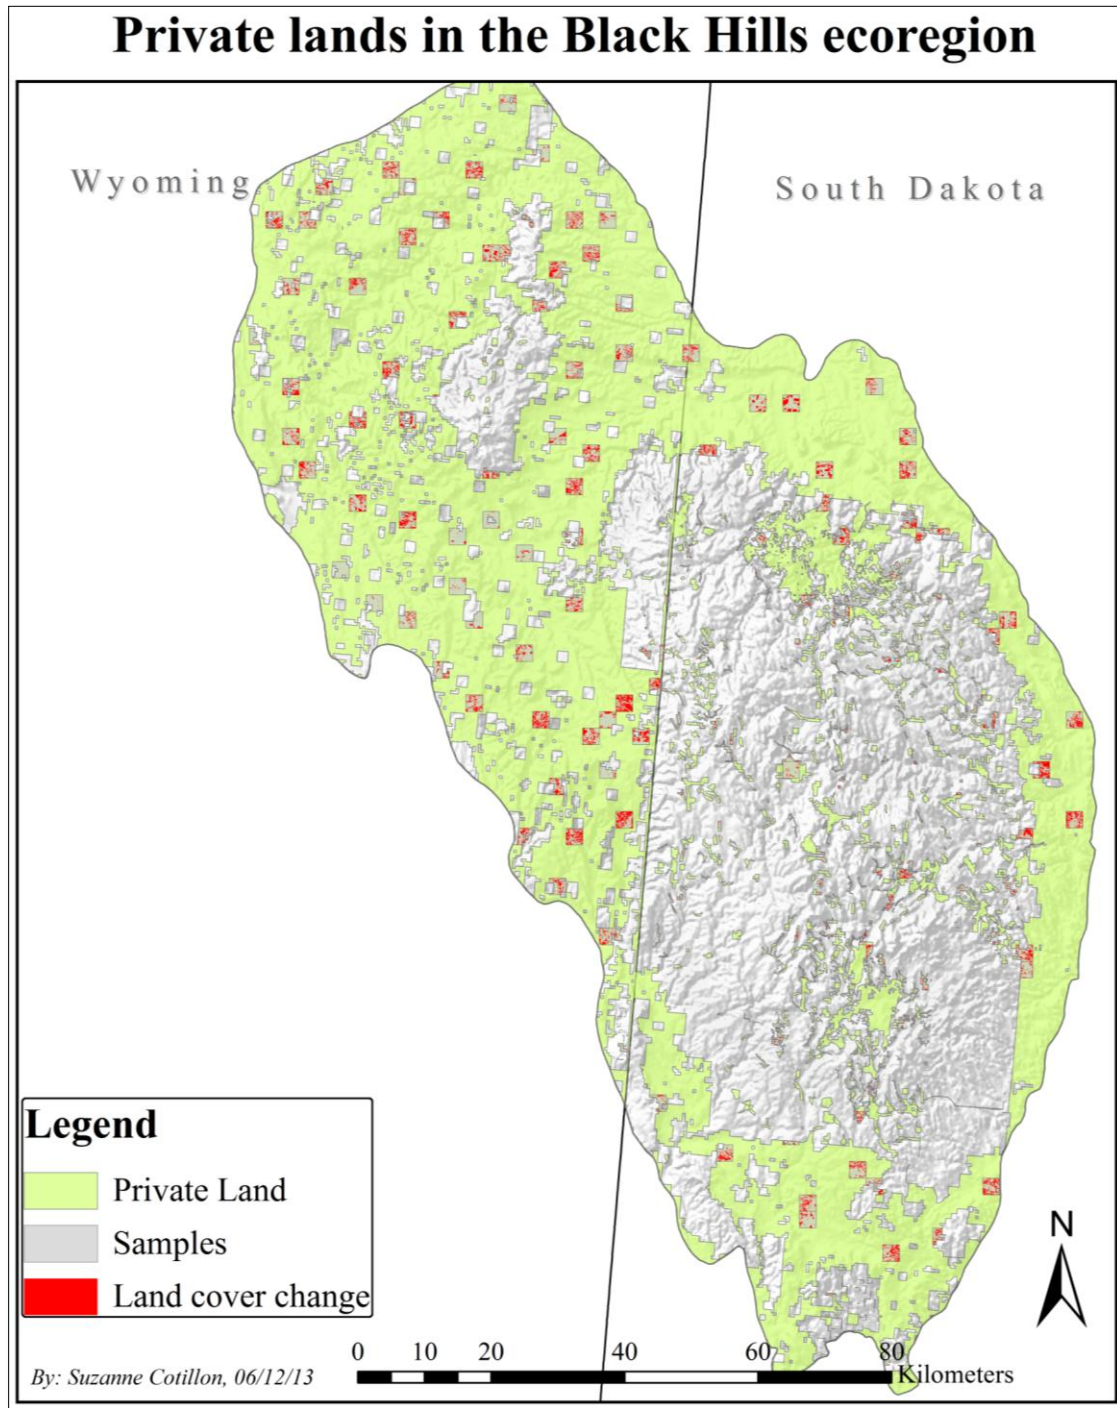 Private lands in the Black Hills ecoregion
Wyoming
South Dakota
Legend
Private Land
Samples
Land cover change
N
0 10 20 40 60 80
Kilometers
By: Suzanne Cotillon, 06/12/13